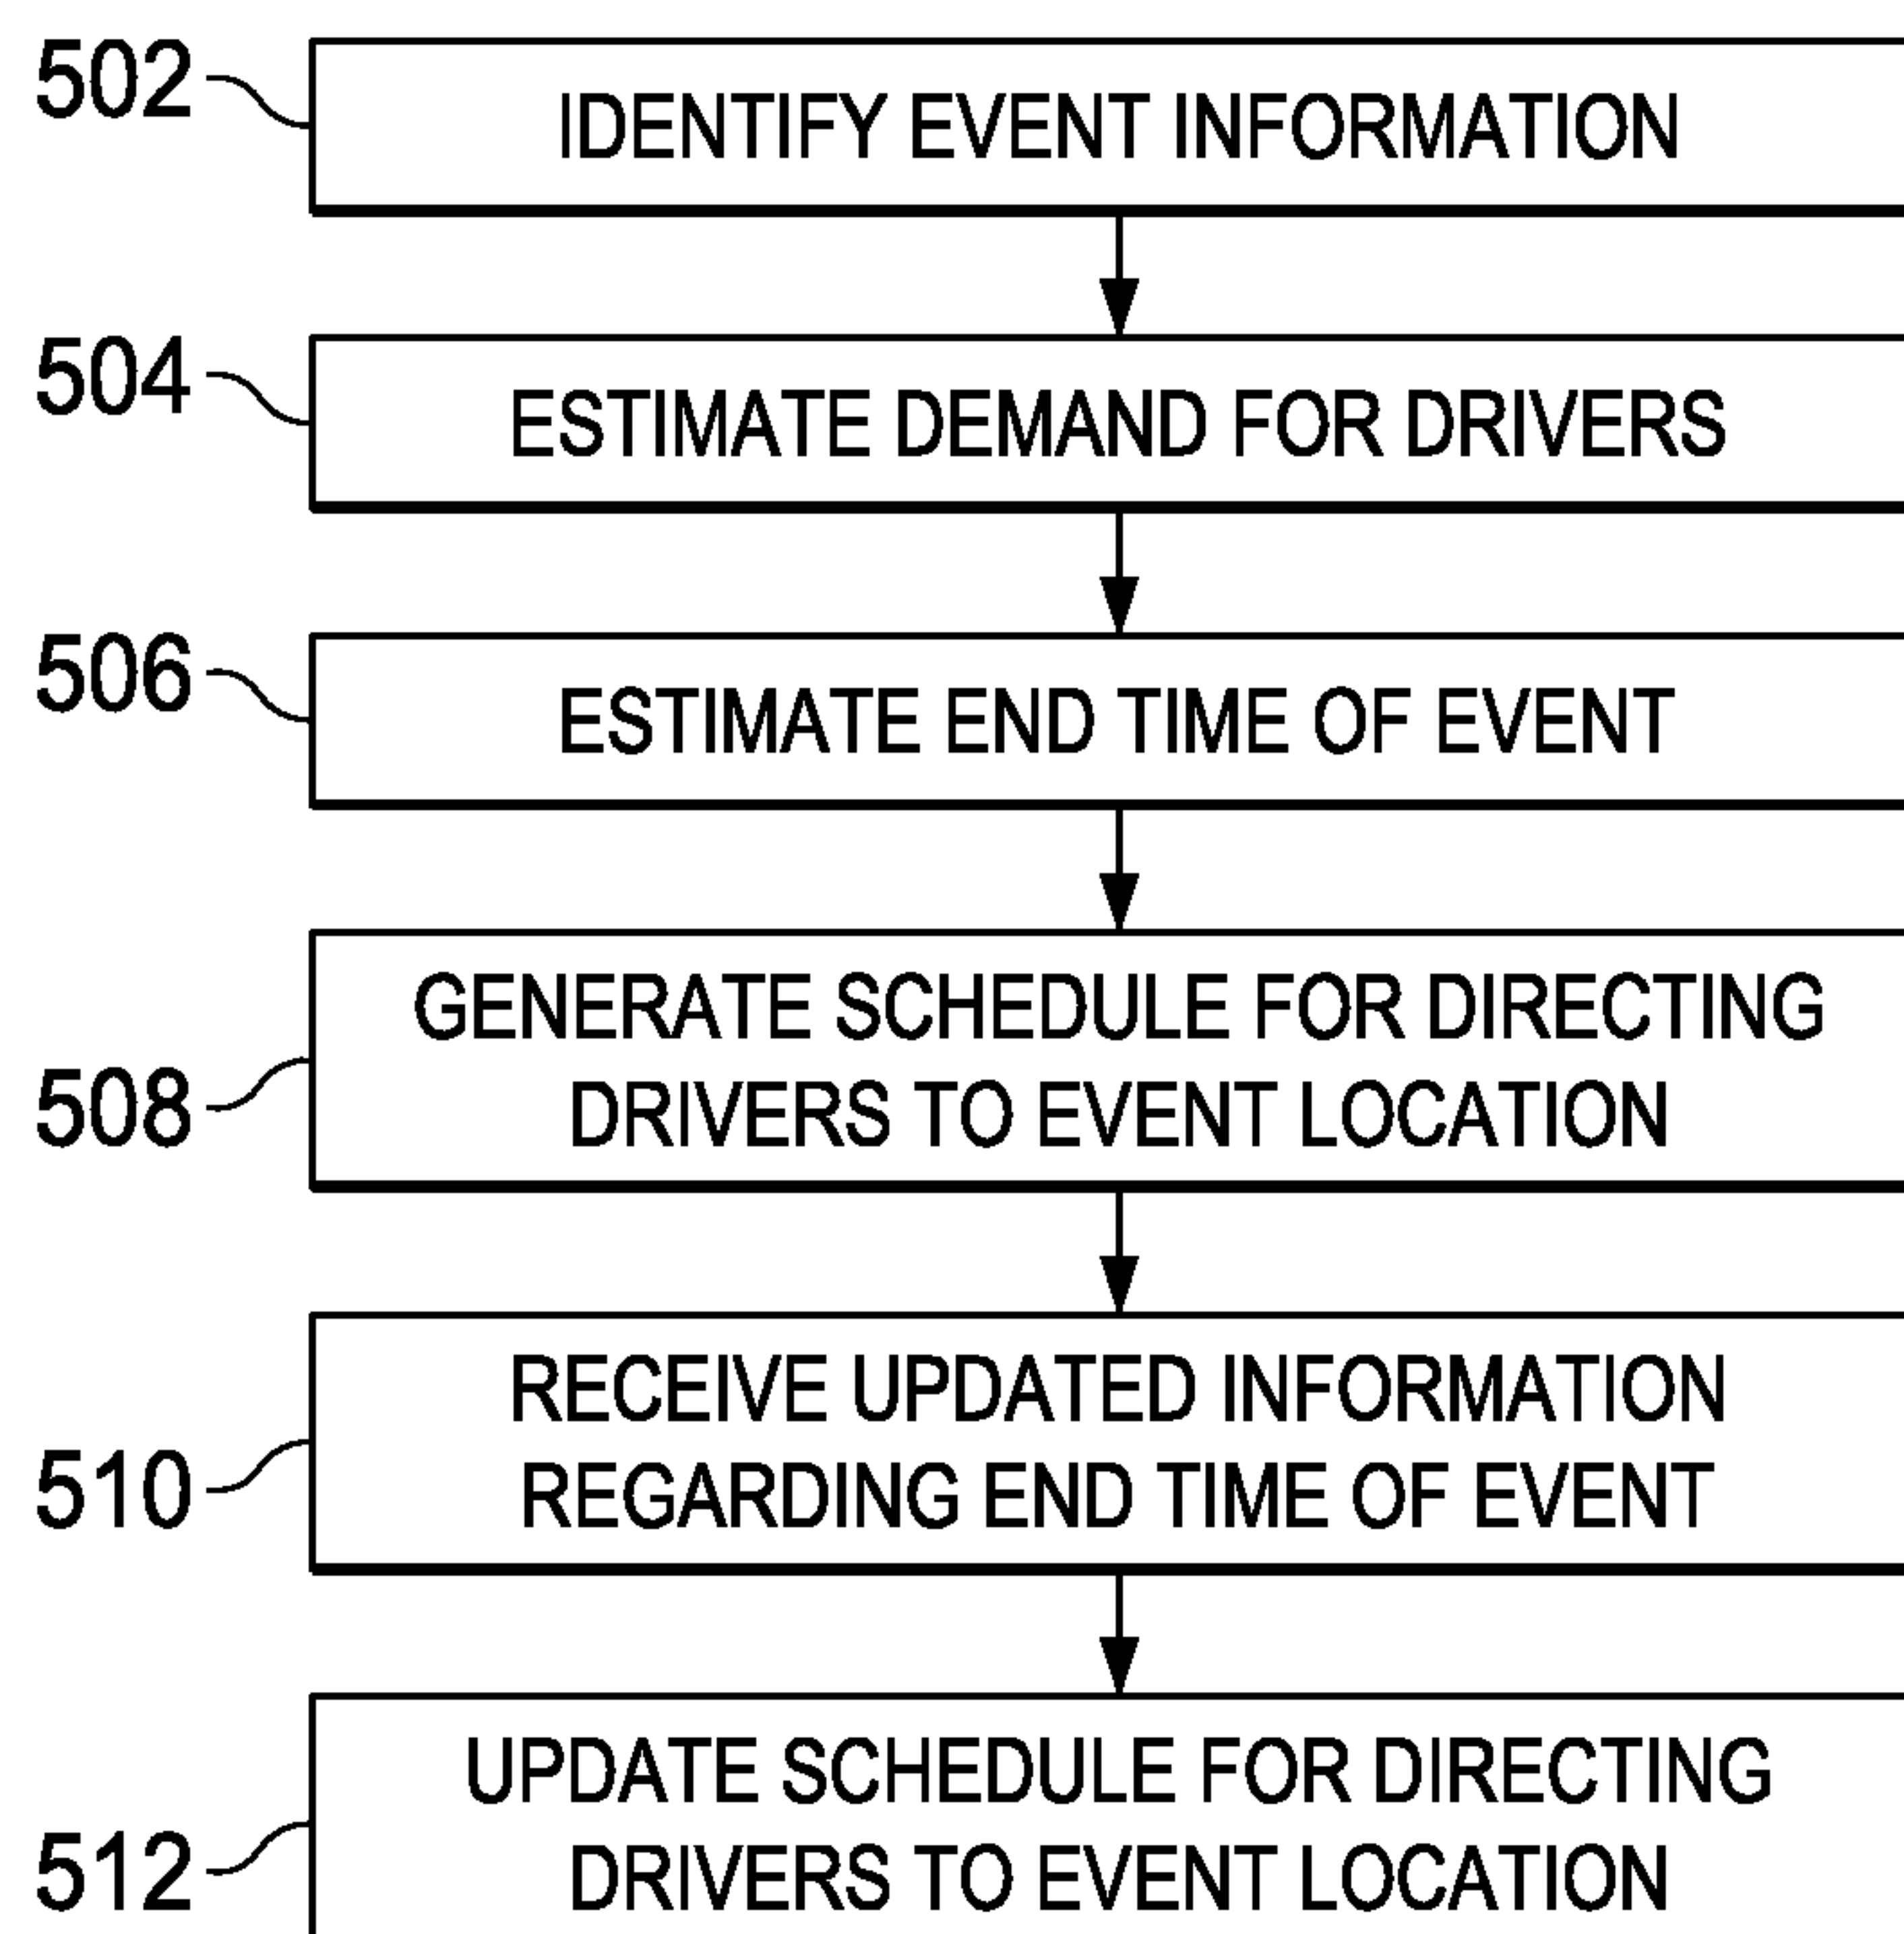 502
IDENTIFY EVENT INFORMATION
504
ESTIMATE DEMAND FOR DRIVERS
506
ESTIMATE END TIME OF EVENT
GENERATE SCHEDULE FOR DIRECTING
DRIVERS TO EVENT LOCATION
508
RECEIVE UPDATED INFORMATION
REGARDING END TIME OF EVENT
510
UPDATE SCHEDULE FOR DIRECTING
DRIVERS TO EVENT LOCATION
512